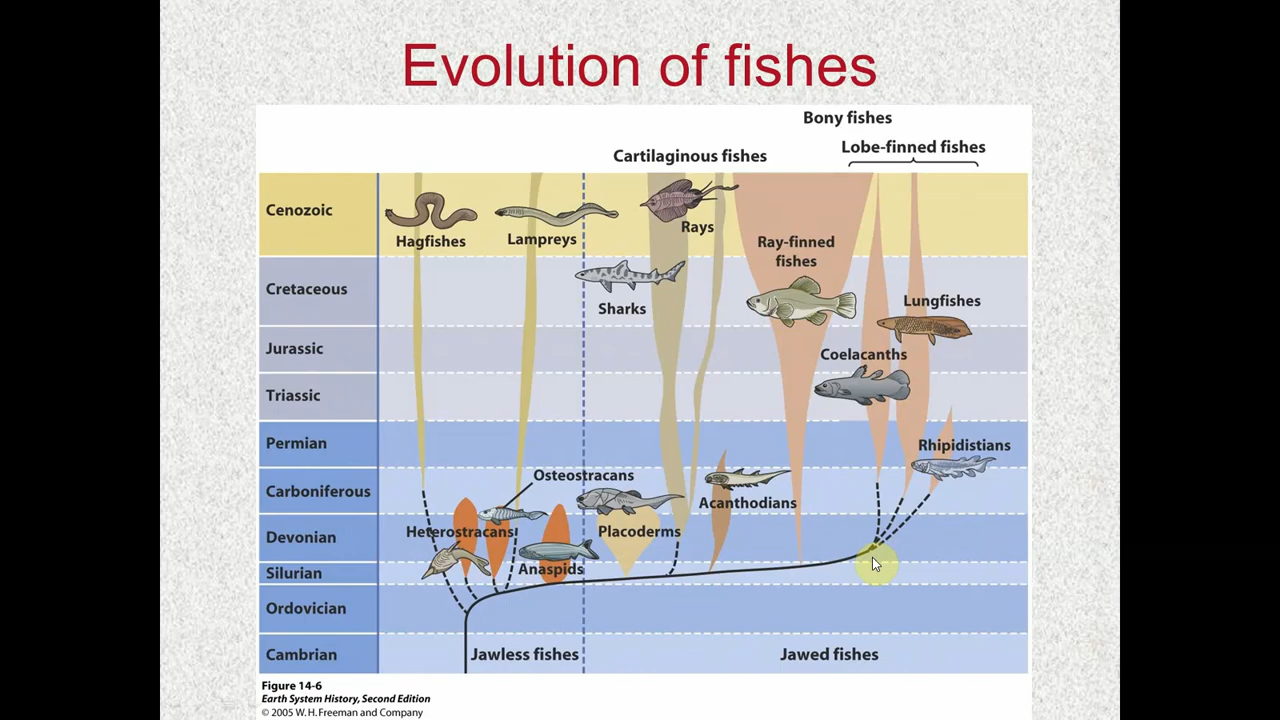 Evolution of fishes
Bony fishes
Lobe-finned fishes
Cartilaginous fishes
Cenozoic
Hagfishes
Lampreys
Rays
Ray-finned
fishes
Cretaceous
Sharks
Lungfishes
Jurassic
Coelacanths
Triassic
Permian
Rhipidistians
Osteostracans
Carboniferous
Acanthodians
Heterostracans
Placoderms
Devonian
Anaspids
Silurian
Ordovician
Cambrian
Jawless fishes
Jawed fishes
Figure 14-6
Earth System History, Second Edition
© 2005 W. H. Freeman and Company